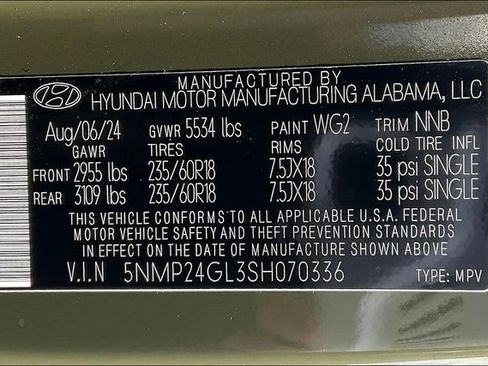 MANUFACTURED BY
HYUNDAI MOTOR MANUFACTURING ALABAMA, LLC
Aug/06/24 GVWR 5534 lbs PAINT WG2 TRIM NNB
GAWR TIRES RIMS COLD TIRE INFL
FRONT 2955 lbs 235/60R18 7.5JX18 35 psi SINGLE
REAR 3109 lbs 235/60R18 7.5JX18 35 psi SINGLE
THIS VEHICLE CONFORMS TO ALL APPLICABLE U.S.A. FEDERAL
MOTOR VEHICLE SAFETY AND THEFT PREVENTION STANDARDS
IN EFFECT ON THE DATE OF MANUFACTURE SHOWN ABOVE.
V.I.N 5NMP24GL3SH070336 TYPE: MPV